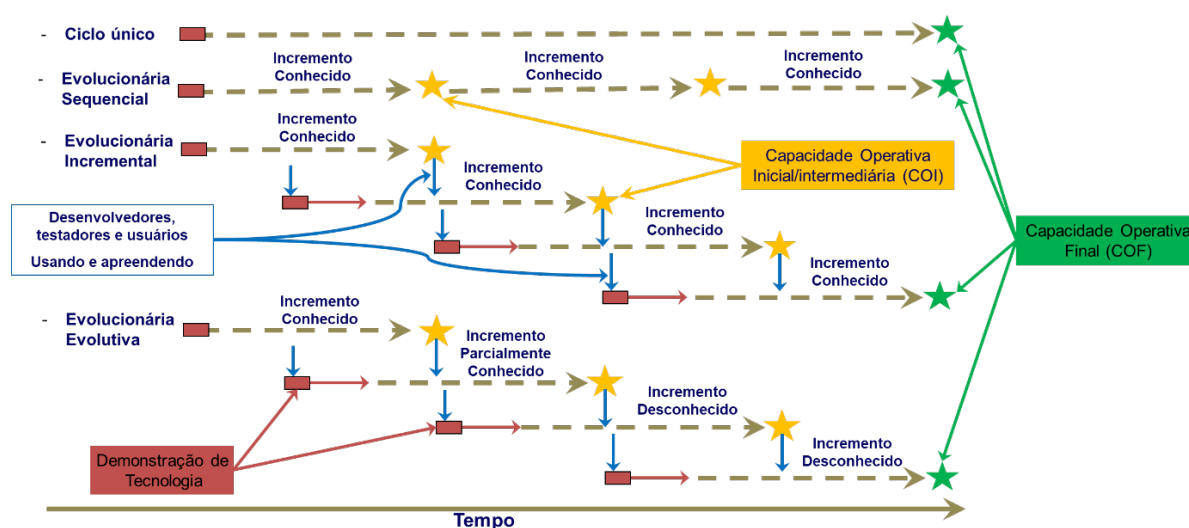 - Ciclo único
- Evolucionária
Sequencial
Incremento
Conhecido
Incremento
Conhecido
Incremento
Conhecido
- Evolucionária
Incremental
Incremento
Conhecido
Incremento
Conhecido
Incremento
Conhecido
Incremento
Conhecido
Capacidade Operativa
Inicial/intermediária (COI)
Desenvolvedores,
testadores e usuários
Usando e apreendendo
Capacidade Operativa
Final (COF)
- Evolucionária
Evolutiva
Incremento
Conhecido
Incremento
Parcialmente
Conhecido
Incremento
Desconhecido
Incremento
Desconhecido
Demonstração de
Tecnologia
Tempo